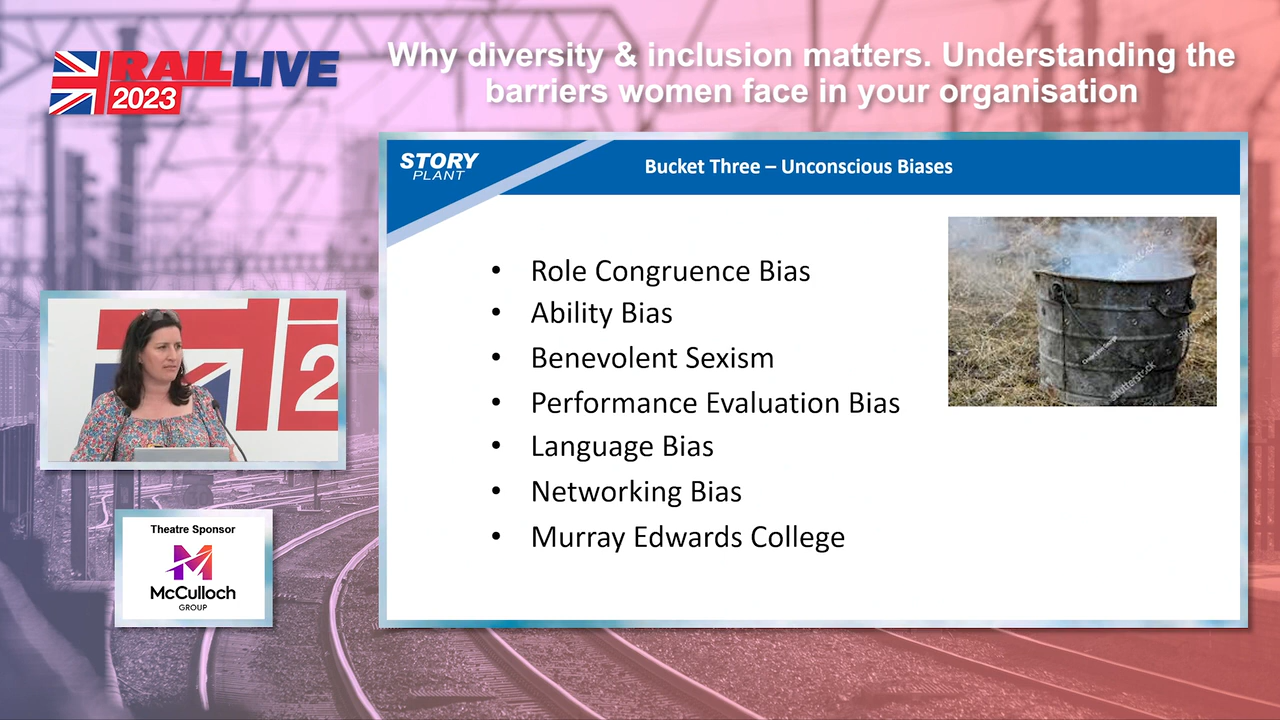 RAIL LIVE
2023
Why diversity & inclusion matters. Understanding the
barriers women face in your organisation
STORY
PLANT
Bucket Three – Unconscious Biases
• Role Congruence Bias
• Ability Bias
• Benevolent Sexism
• Performance Evaluation Bias
• Language Bias
• Networking Bias
• Murray Edwards College
shutterstock
2
Theatre Sponsor
McCulloch
GROUP